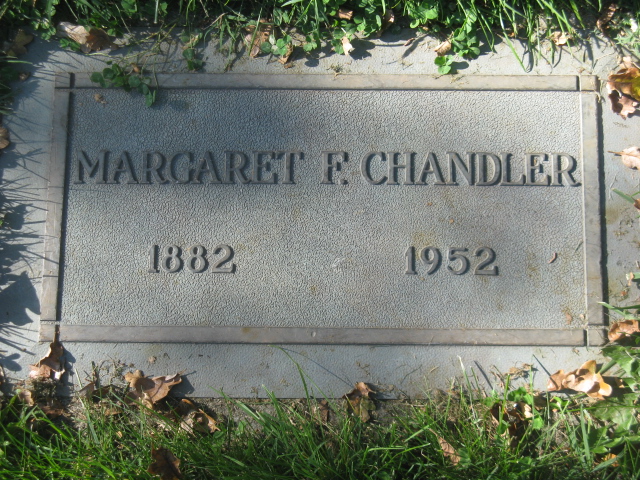 MARGARET F. CHANDLER
1882 1952